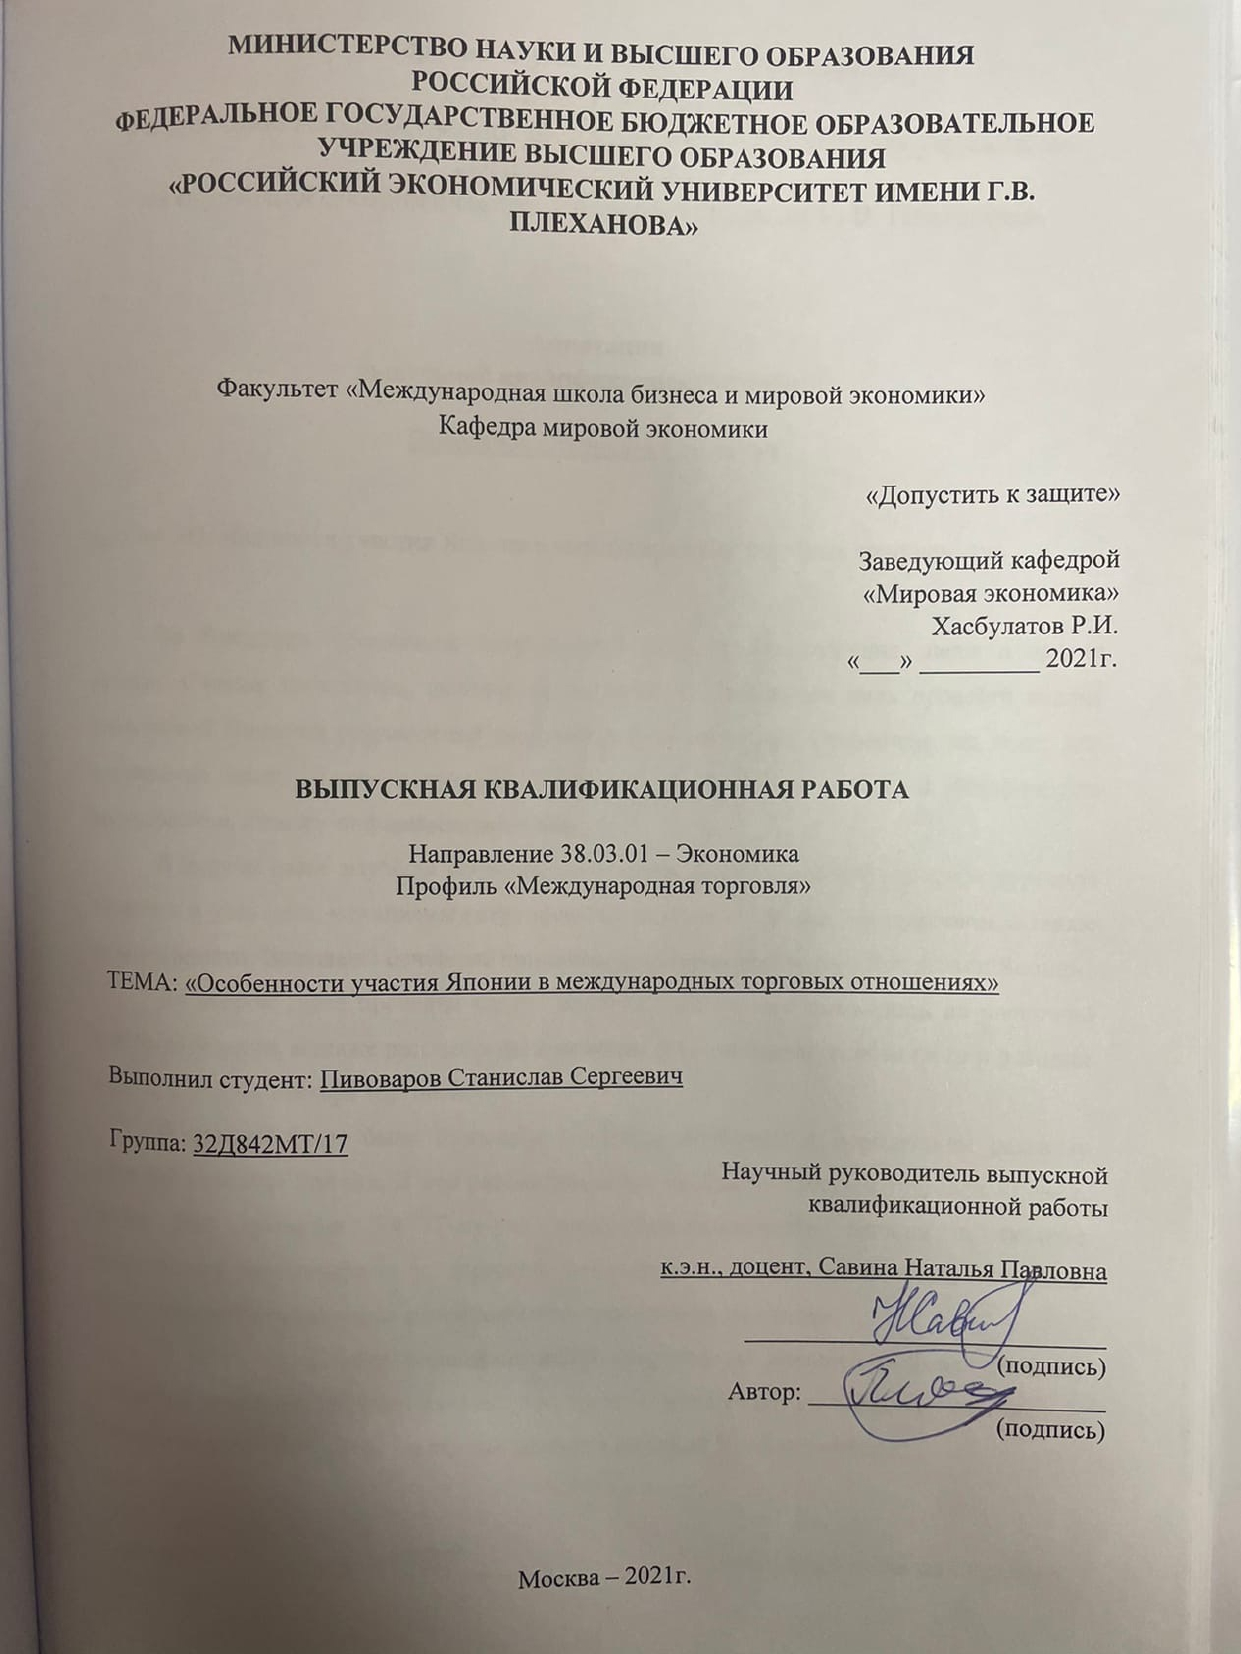 МИНИСТЕРСТВО НАУКИ И ВЫСШЕГО ОБРАЗОВАНИЯ
РОССИЙСКОЙ ФЕДЕРАЦИИ
ФЕДЕРАЛЬНОЕ ГОСУДАРСТВЕННОЕ БЮДЖЕТНОЕ ОБРАЗОВАТЕЛЬНОЕ
УЧРЕЖДЕНИЕ ВЫСШЕГО ОБРАЗОВАНИЯ
«РОССИЙСКИЙ ЭКОНОМИЧЕСКИЙ УНИВЕРСИТЕТ ИМЕНИ Г.В.
ПЛЕХАНОВА»
Факультет «Международная школа бизнеса и мировой экономики»
Кафедра мировой экономики
«Допустить к защите»
Заведующий кафедрой
«Мировая экономика»
Хасбулатов Р.И.
«___» _________ 2021г.
ВЫПУСКНАЯ КВАЛИФИКАЦИОННАЯ РАБОТА
Направление 38.03.01 – Экономика
Профиль «Международная торговля»
ТЕМА: «Особенности участия Японии в международных торговых отношениях»
Выполнил студент: Пивоваров Станислав Сергеевич
Группа: 32Д842МТ/17
Научный руководитель выпускной
квалификационной работы
к.э.н., доцент, Савина Наталья Павловна
(подпись)
Автор:
(подпись)
Москва – 2021г.